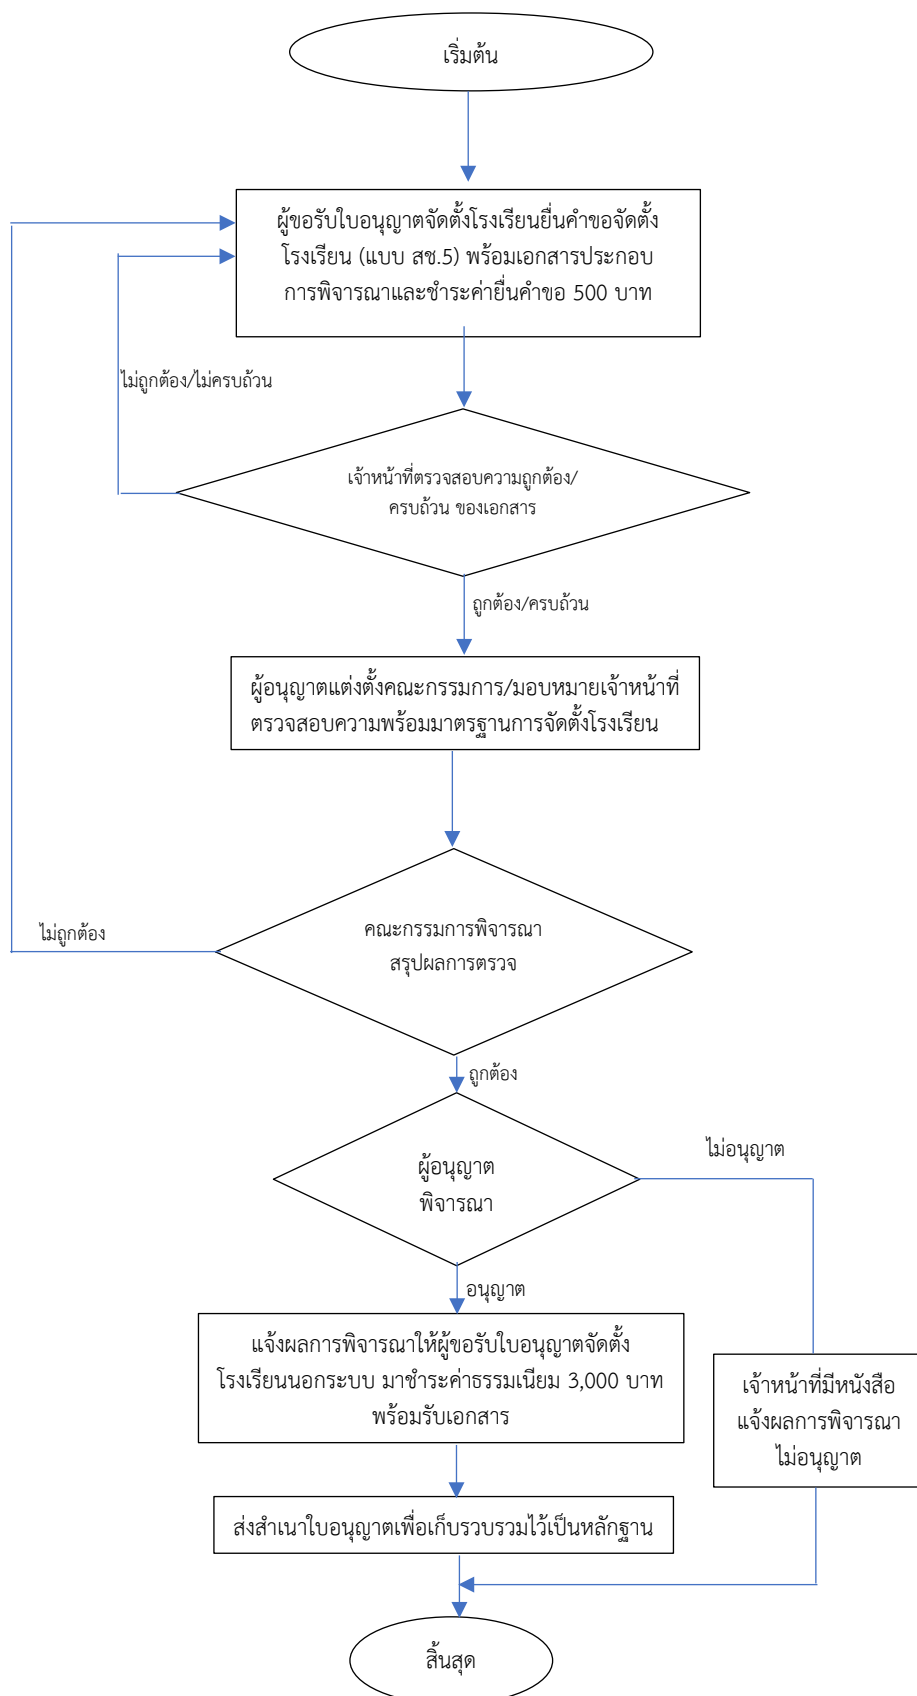 เริ่มต้น
ผู้ขอรับใบอนุญาตจัดตั้งโรงเรียนยื่นคำขอจัดตั้ง
โรงเรียน (แบบ สช.5) พร้อมเอกสารประกอบ
การพิจารณาและชำระค่ายื่นคำขอ 500 บาท
ไม่ถูกต้อง/ไม่ครบถ้วน
เจ้าหน้าที่ตรวจสอบความถูกต้อง/
ครบถ้วน ของเอกสาร
ถูกต้อง/ครบถ้วน
ผู้อนุญาตแต่งตั้งคณะกรรมการ/มอบหมายเจ้าหน้าที่
ตรวจสอบความพร้อมมาตรฐานการจัดตั้งโรงเรียน
ไม่ถูกต้อง
คณะกรรมการพิจารณา
สรุปผลการตรวจ
ถูกต้อง
ไม่อนุญาต
ผู้อนุญาต
พิจารณา
อนุญาต
แจ้งผลการพิจารณาให้ผู้ขอรับใบอนุญาตจัดตั้ง
โรงเรียนนอกระบบ มาชำระค่าธรรมเนียม 3,000 บาท
พร้อมรับเอกสาร
เจ้าหน้าที่มีหนังสือ
แจ้งผลการพิจารณา
ไม่อนุญาต
ส่งสำเนาใบอนุญาตเพื่อเก็บรวบรวมไว้เป็นหลักฐาน
สิ้นสุด